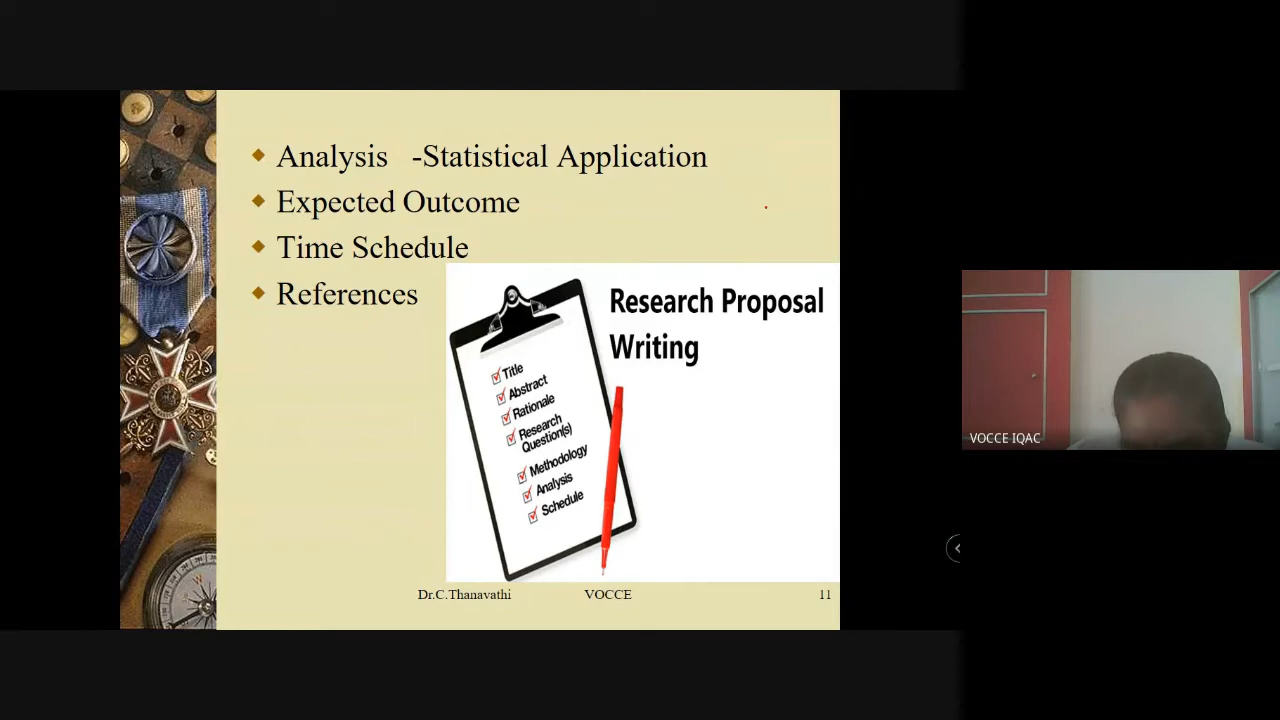 Analysis -Statistical Application
Expected Outcome
Time Schedule
References
Research Proposal
Writing
Title
Abstract
Rationale
Research
Question(s)
Methodology
Analysis
Schedule
Dr.C.Thanavathi VOCCE 11
VOCCE IQAC